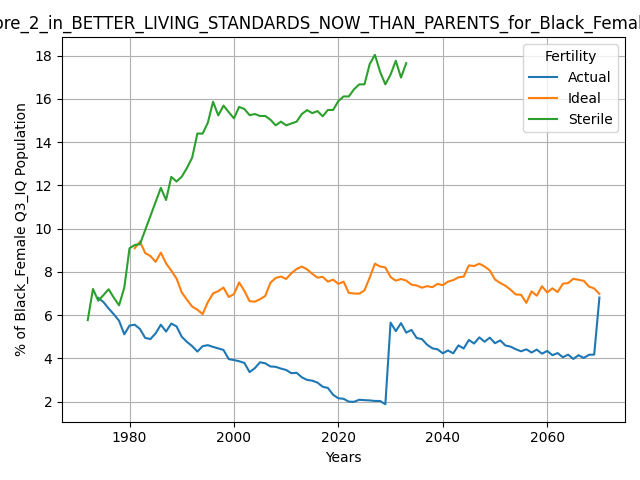 ore_2_in_BETTER_LIVING_STANDARDS_NOW_THAN_PARENTS_for_Black_Femal
% of Black_Female Q3_IQ Population
18
16
14
12
10
8
6
4
2
Fertility
Actual
Ideal
Sterile
1980
2000
2020
2040
2060
Years